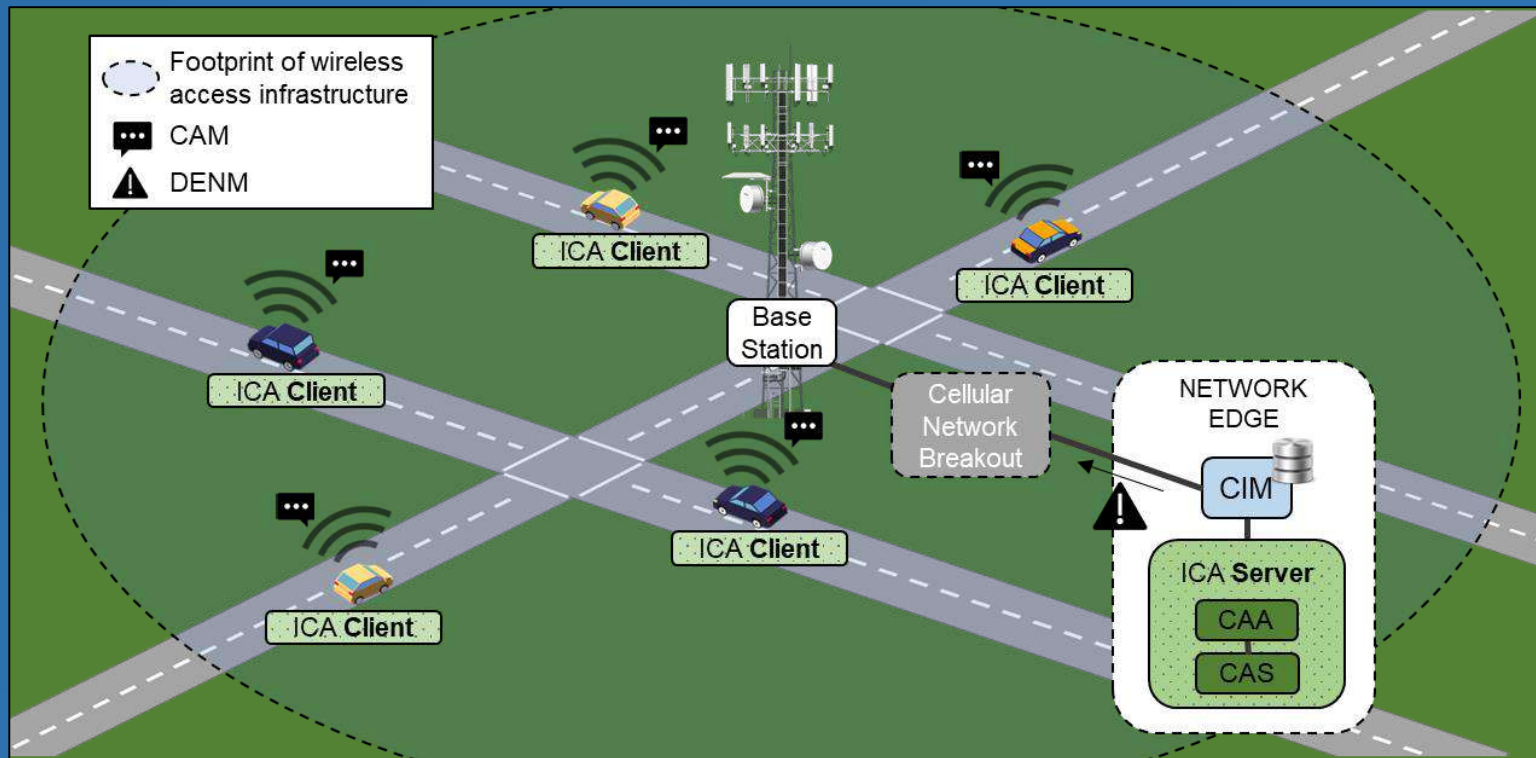 Footprint of wireless
access infrastructure
CAM
DENM
ICA Client
ICA Client
ICA Client
Base
Station
ICA Client
ICA Client
Cellular
Network
Breakout
NETWORK
EDGE
CIM
ICA Server
CAA
CAS